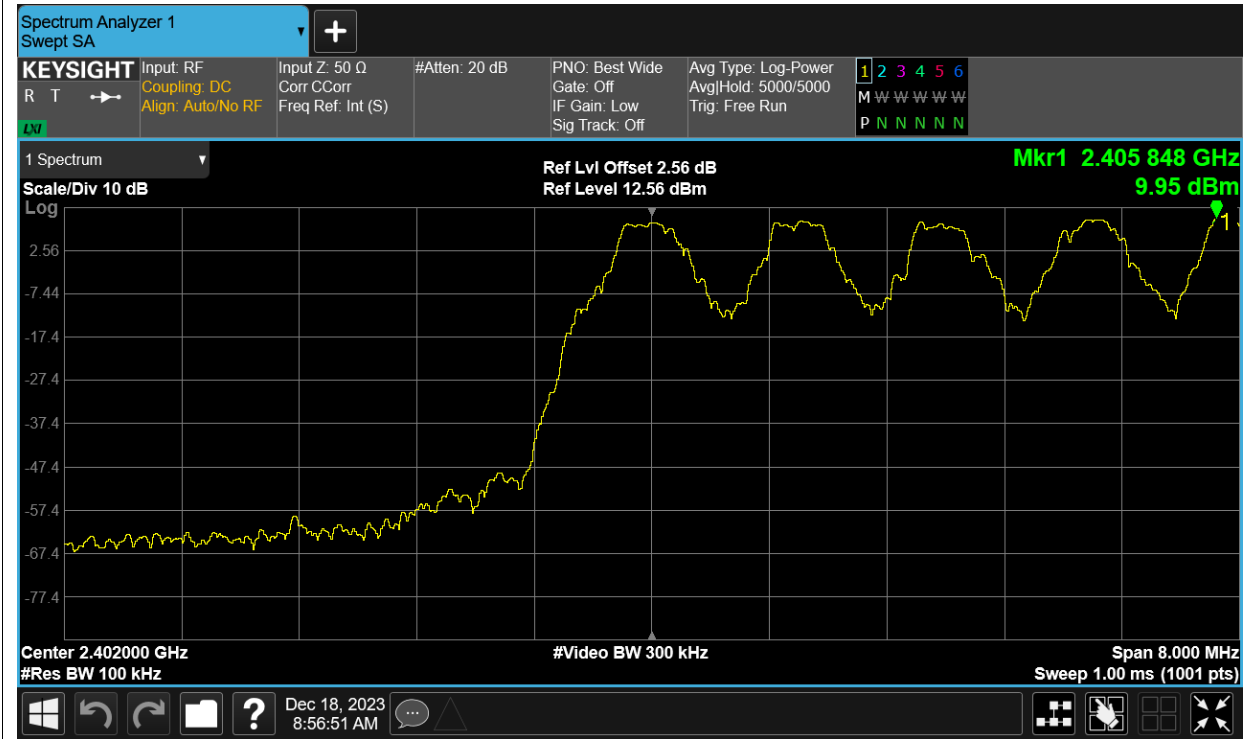 Spectrum Analyzer 1
Swept SA
+
KEYSIGHT
R T
LXI
Input: RF
Coupling: DC
Align: Auto/No RF
Input Z: 50 Ω
Corr CCorr
Freq Ref: Int (S)
#Atten: 20 dB
PNO: Best Wide
Gate: Off
IF Gain: Low
Sig Track: Off
Avg Type: Log-Power
Avg|Hold: 5000/5000
Trig: Free Run
1 2 3 4 5 6
M W W W W W
P N N N N N
1 Spectrum
Scale/Div 10 dB
Ref Lvl Offset 2.56 dB
Ref Level 12.56 dBm
Mkr1 2.405 848 GHz
9.95 dBm
Log
1
2.56
-7.44
-17.4
-27.4
-37.4
-47.4
-57.4
-67.4
-77.4
Center 2.402000 GHz
#Res BW 100 kHz
#Video BW 300 kHz
Span 8.000 MHz
Sweep 1.00 ms (1001 pts)
?
Dec 18, 2023
8:56:51 AM